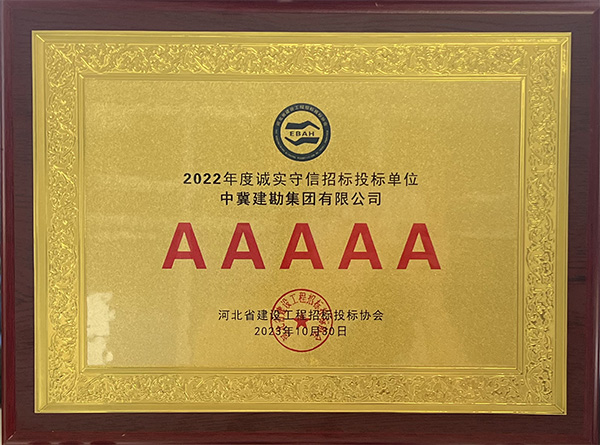 EBAH
2022年度诚实守信招标投标单位
中冀建勘集团有限公司
AAAAA
河北省建设工程招标投标协会
2023年10月30日